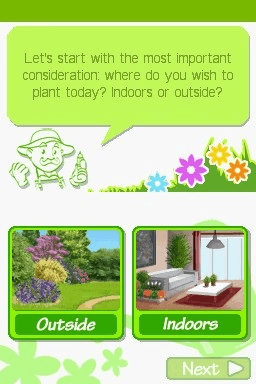 Let's start with the most important
consideration: where do you wish to
plant today? Indoors or outside?
Outside
Indoors
Next